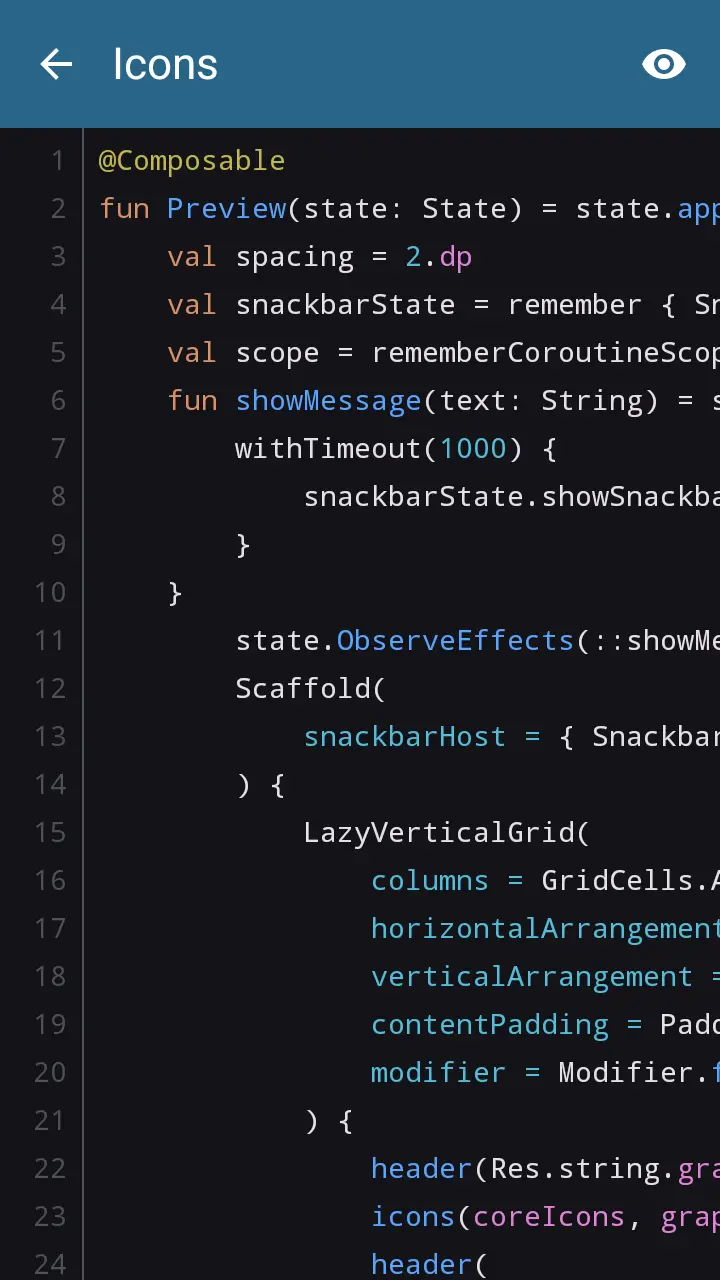 Icons
1 @Composable
2 fun Preview(state: State) = state.app
3 val spacing = 2.dp
4 val snackbarState = remember { Sn
5 val scope = rememberCoroutineScop
6 fun showMessage(text: String) = s
7 withTimeout(1000) {
8 snackbarState.showSnackba
9 }
10 }
11 state.ObserveEffects(::showMe
12 Scaffold(
13 snackbarHost = { Snackbar
14 ) {
15 LazyVerticalGrid(
16 columns = GridCells.A
17 horizontalArrangement
18 verticalArrangement =
19 contentPadding = Padd
20 modifier = Modifier.f
21 ) {
22 header(Res.string.gra
23 icons(coreIcons, grap
24 header(